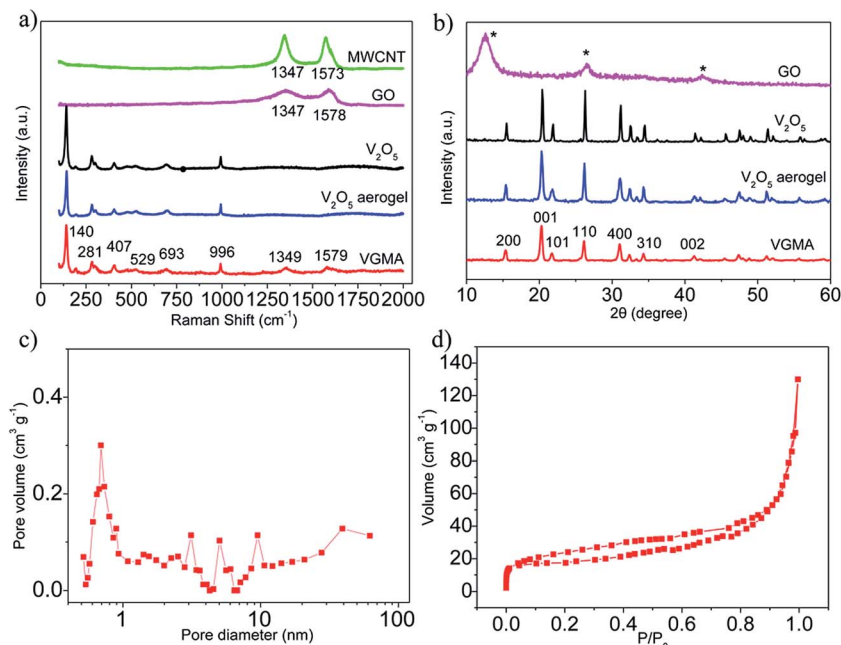 a)
MWCNT
1347 1573
GO
1347 1578
V₂O₅
V₂O₅ aerogel
140
281 407 529 693 996 1349 1579
VGMA
Intensity (a.u.)
0 250 500 750 1000 1250 1500 1750 2000
Raman Shift (cm⁻¹)
b)
* * *
GO
V₂O₅
V₂O₅ aerogel
001
200 101 110 400 310 002
VGMA
Intensity (a.u.)
10 20 30 40 50 60
2θ (degree)
c)
0.4
0.2
0.0
Pore volume (cm³ g⁻¹)
1 10 100
Pore diameter (nm)
d)
140
120
100
80
60
40
20
0
Volume (cm³ g⁻¹)
0.0 0.2 0.4 0.6 0.8 1.0
P/P₀